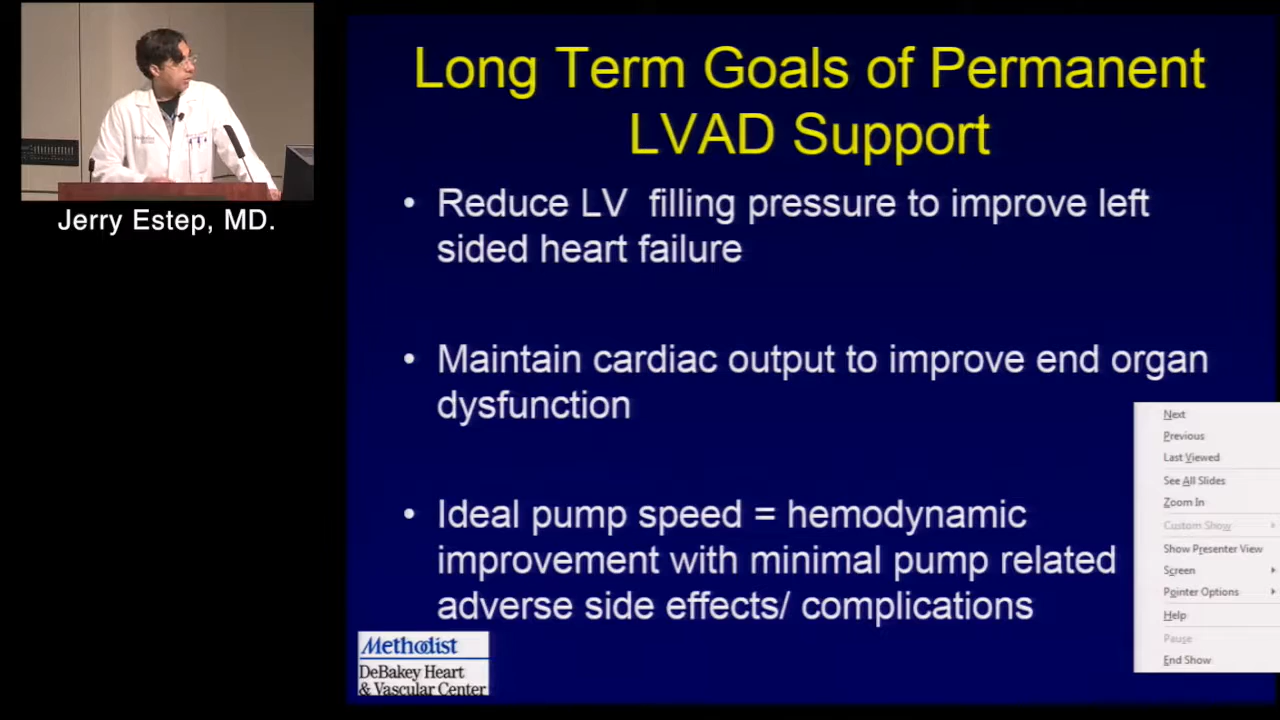 Jerry Estep, MD.
Long Term Goals of Permanent
LVAD Support
• Reduce LV filling pressure to improve left
sided heart failure
• Maintain cardiac output to improve end organ
dysfunction
• Ideal pump speed = hemodynamic
improvement with minimal pump related
adverse side effects/ complications
Methodist
DeBakey Heart
& Vascular Center
Next
Previous
Last Viewed
See All Slides
Zoom In
Custom Show
Show Presenter View
Screen
Pointer Options
Help
Pause
End Show